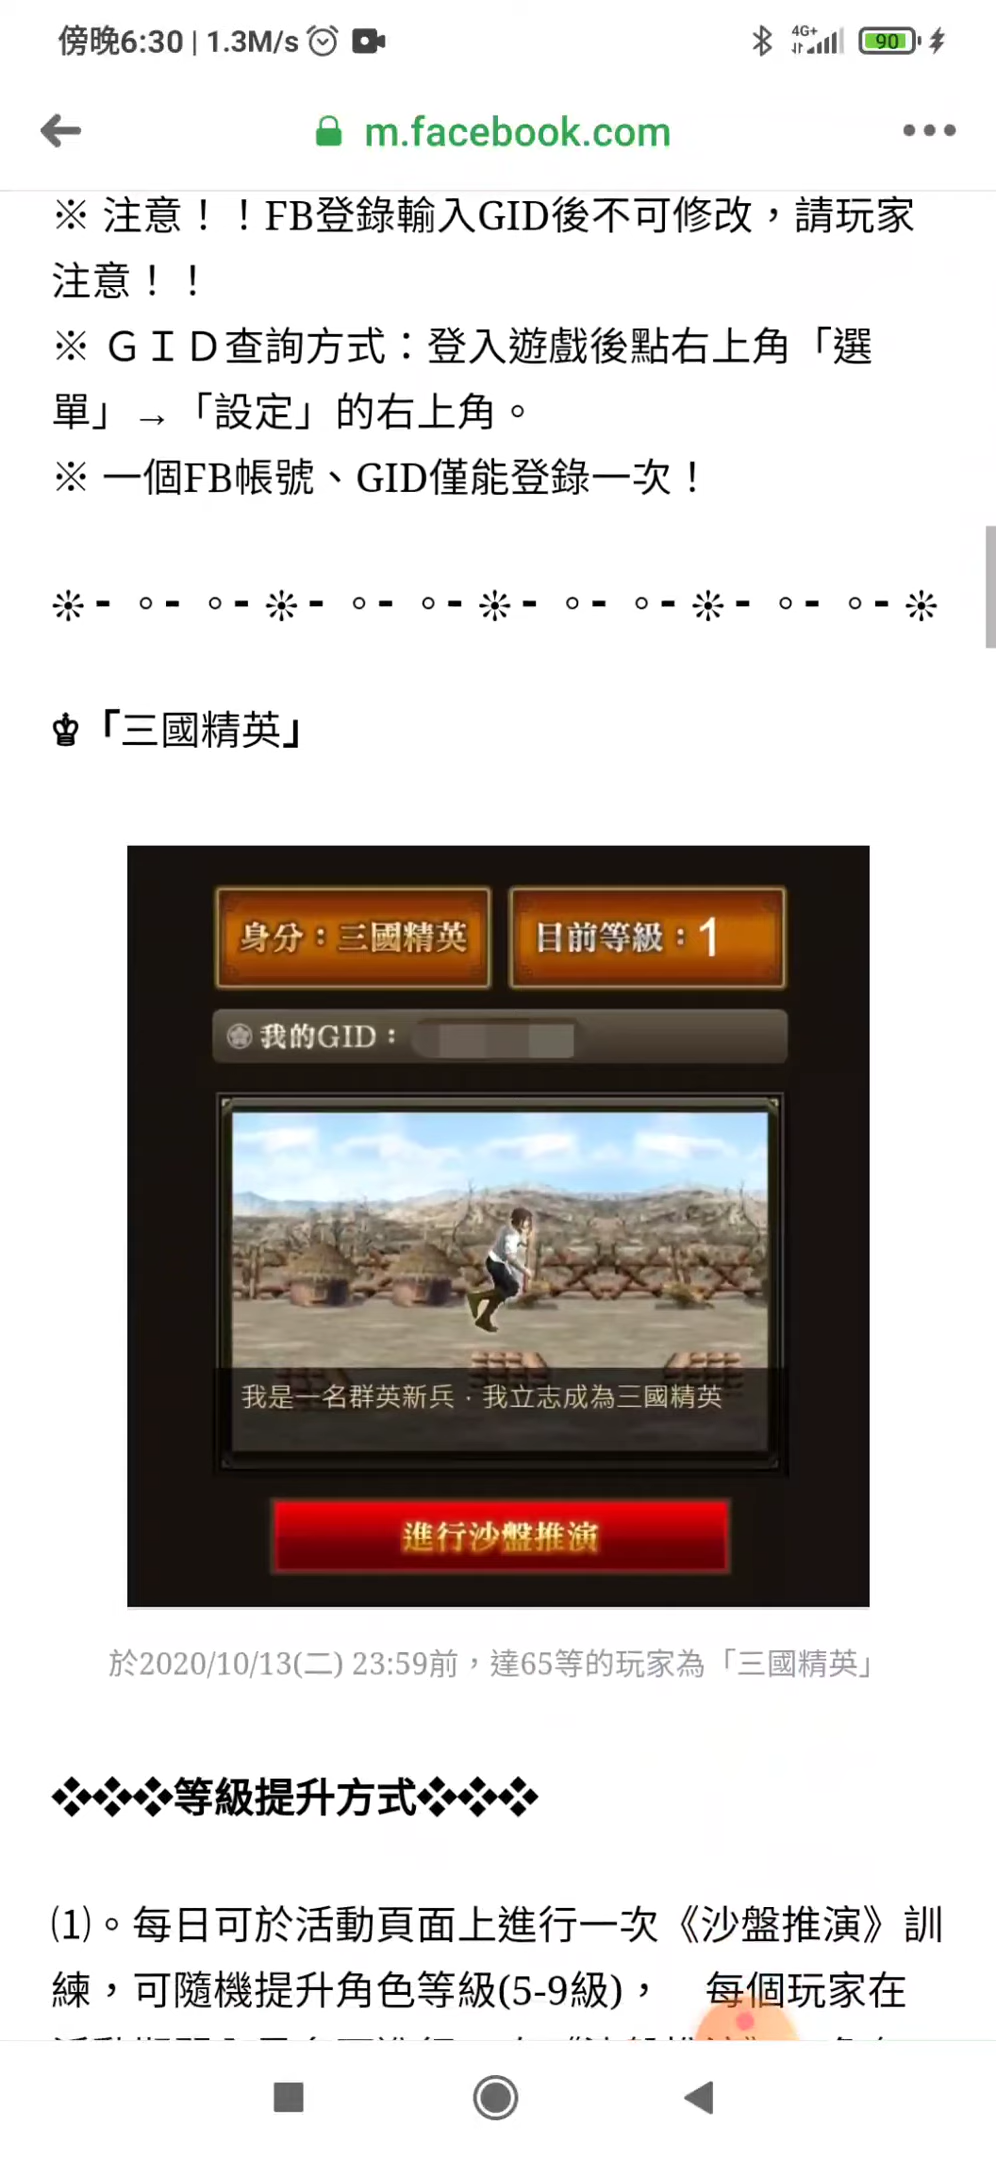 傍晚6:30 | 1.3M/s
4G+
90
m.facebook.com
※ 注意！！FB登錄輸入GID後不可修改，請玩家
注意！！
※ ＧＩＤ查詢方式：登入遊戲後點右上角「選
單」→「設定」的右上角。
※ 一個FB帳號、GID僅能登錄一次！
❊⁃ ◦⁃ ◦⁃❊⁃ ◦⁃ ◦⁃❊⁃ ◦⁃ ◦⁃❊⁃ ◦⁃ ◦⁃❊
♔「三國精英」
身分：三國精英
目前等級：1
我的GID：
我是一名群英新兵．我立志成為三國精英
進行沙盤推演
於2020/10/13(二) 23:59前，達65等的玩家為「三國精英」
❖❖❖等級提升方式❖❖❖
⑴。每日可於活動頁面上進行一次《沙盤推演》訓
練，可隨機提升角色等級(5-9級)，　每個玩家在